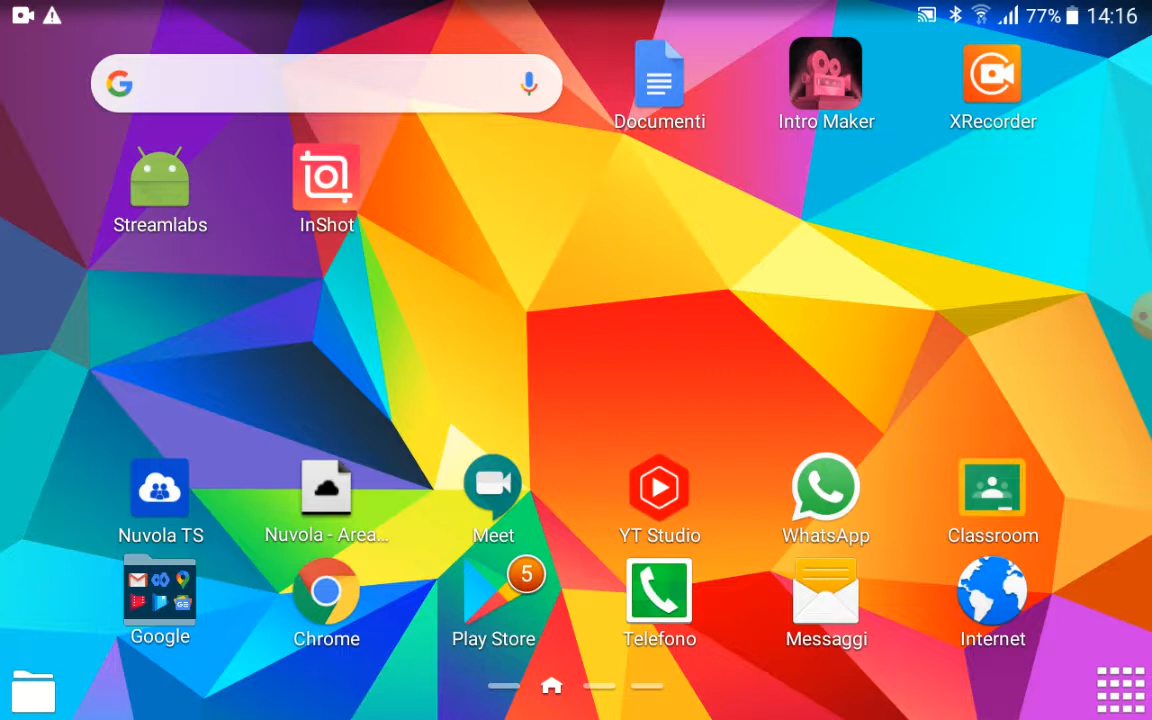 77% 14:16
Documenti
Intro Maker
XRecorder
Streamlabs
InShot
Nuvola TS
Nuvola - Area...
Meet
YT Studio
WhatsApp
Classroom
5
Google
Chrome
Play Store
Telefono
Messaggi
Internet